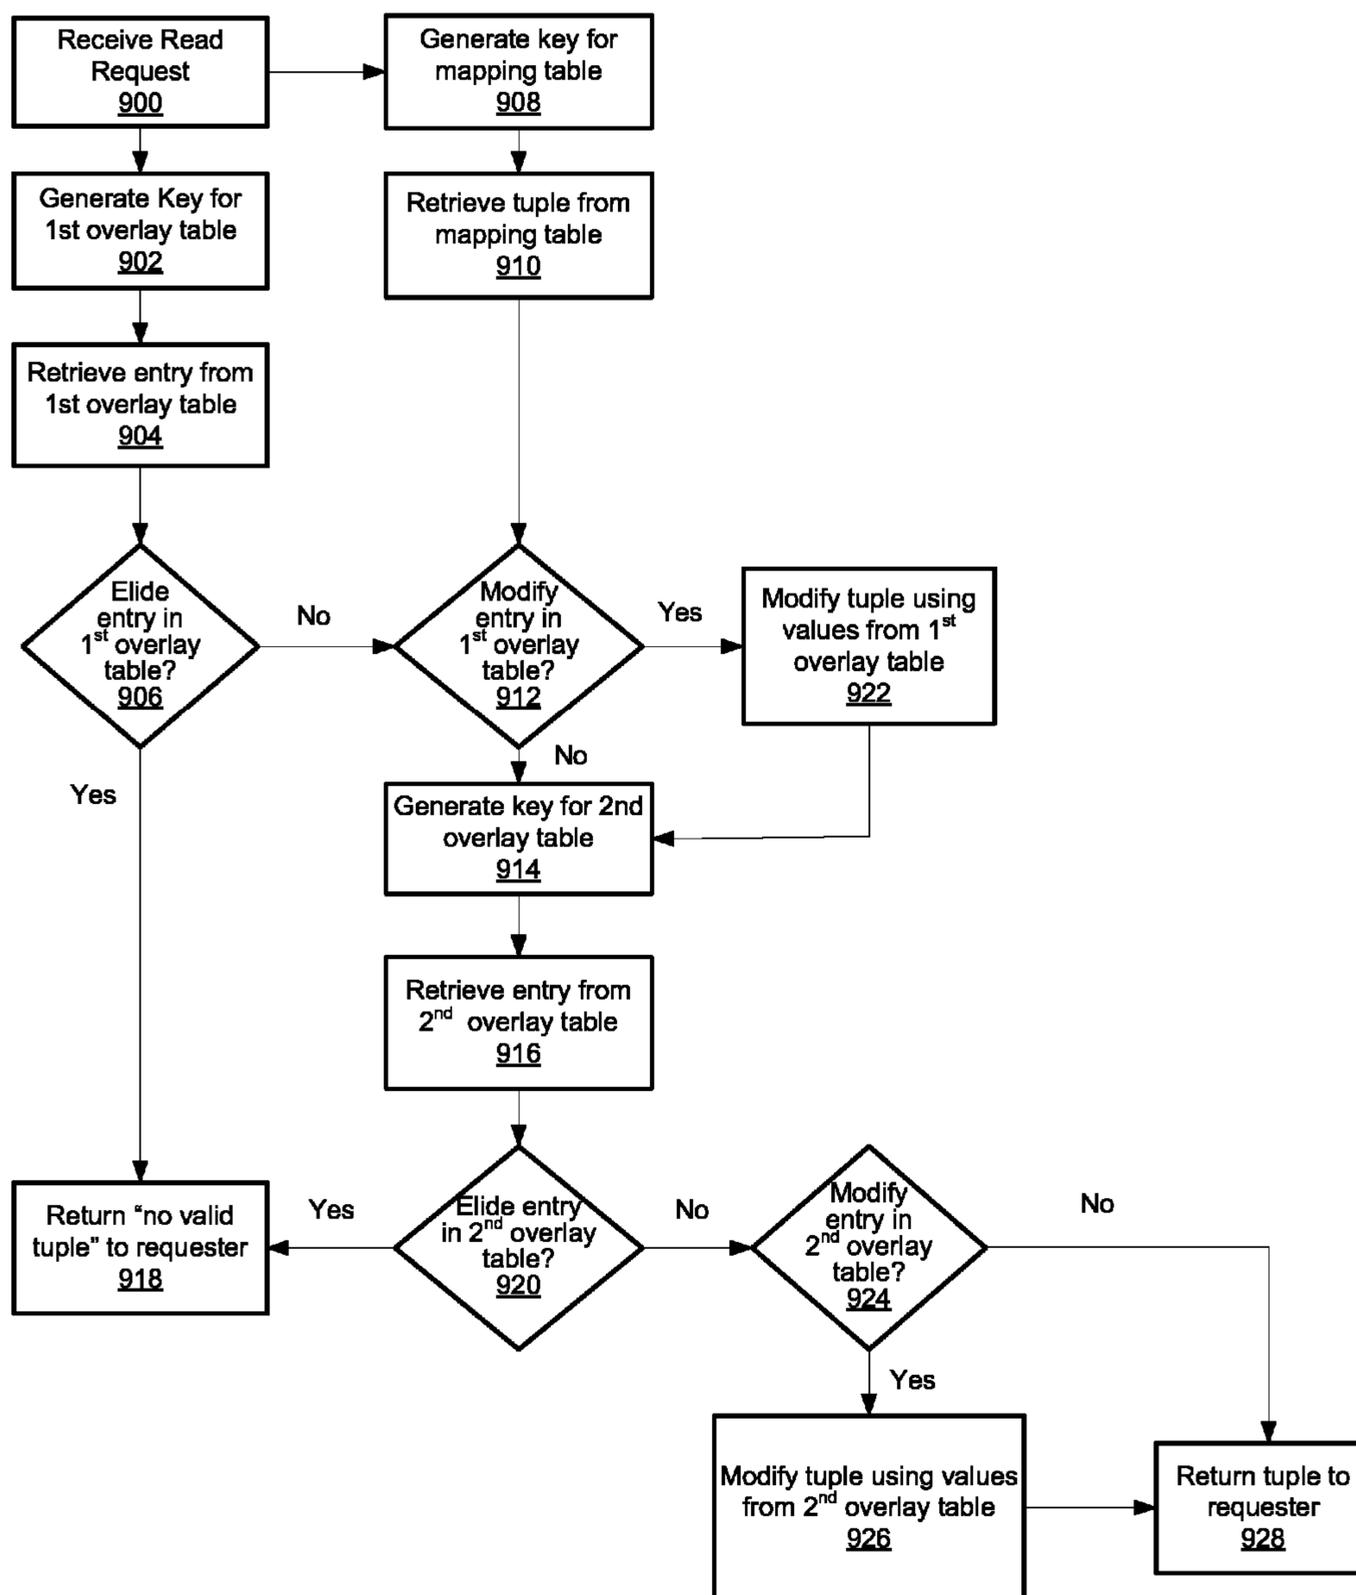 Receive Read
Request
900
Generate key for
mapping table
908
Generate Key for
1st overlay table
902
Retrieve tuple from
mapping table
910
Retrieve entry from
1st overlay table
904
Elide
entry in
1st overlay
table?
906
No
Modify
entry in
1st overlay
table?
912
Yes
Modify tuple using
values from 1st
overlay table
922
Yes
No
Generate key for 2nd
overlay table
914
Retrieve entry from
2nd overlay table
916
Return “no valid
tuple” to requester
918
Yes
Elide entry
in 2nd overlay
table?
920
No
Modify
entry in
2nd overlay
table?
924
No
Yes
Modify tuple using values
from 2nd overlay table
926
Return tuple to
requester
928